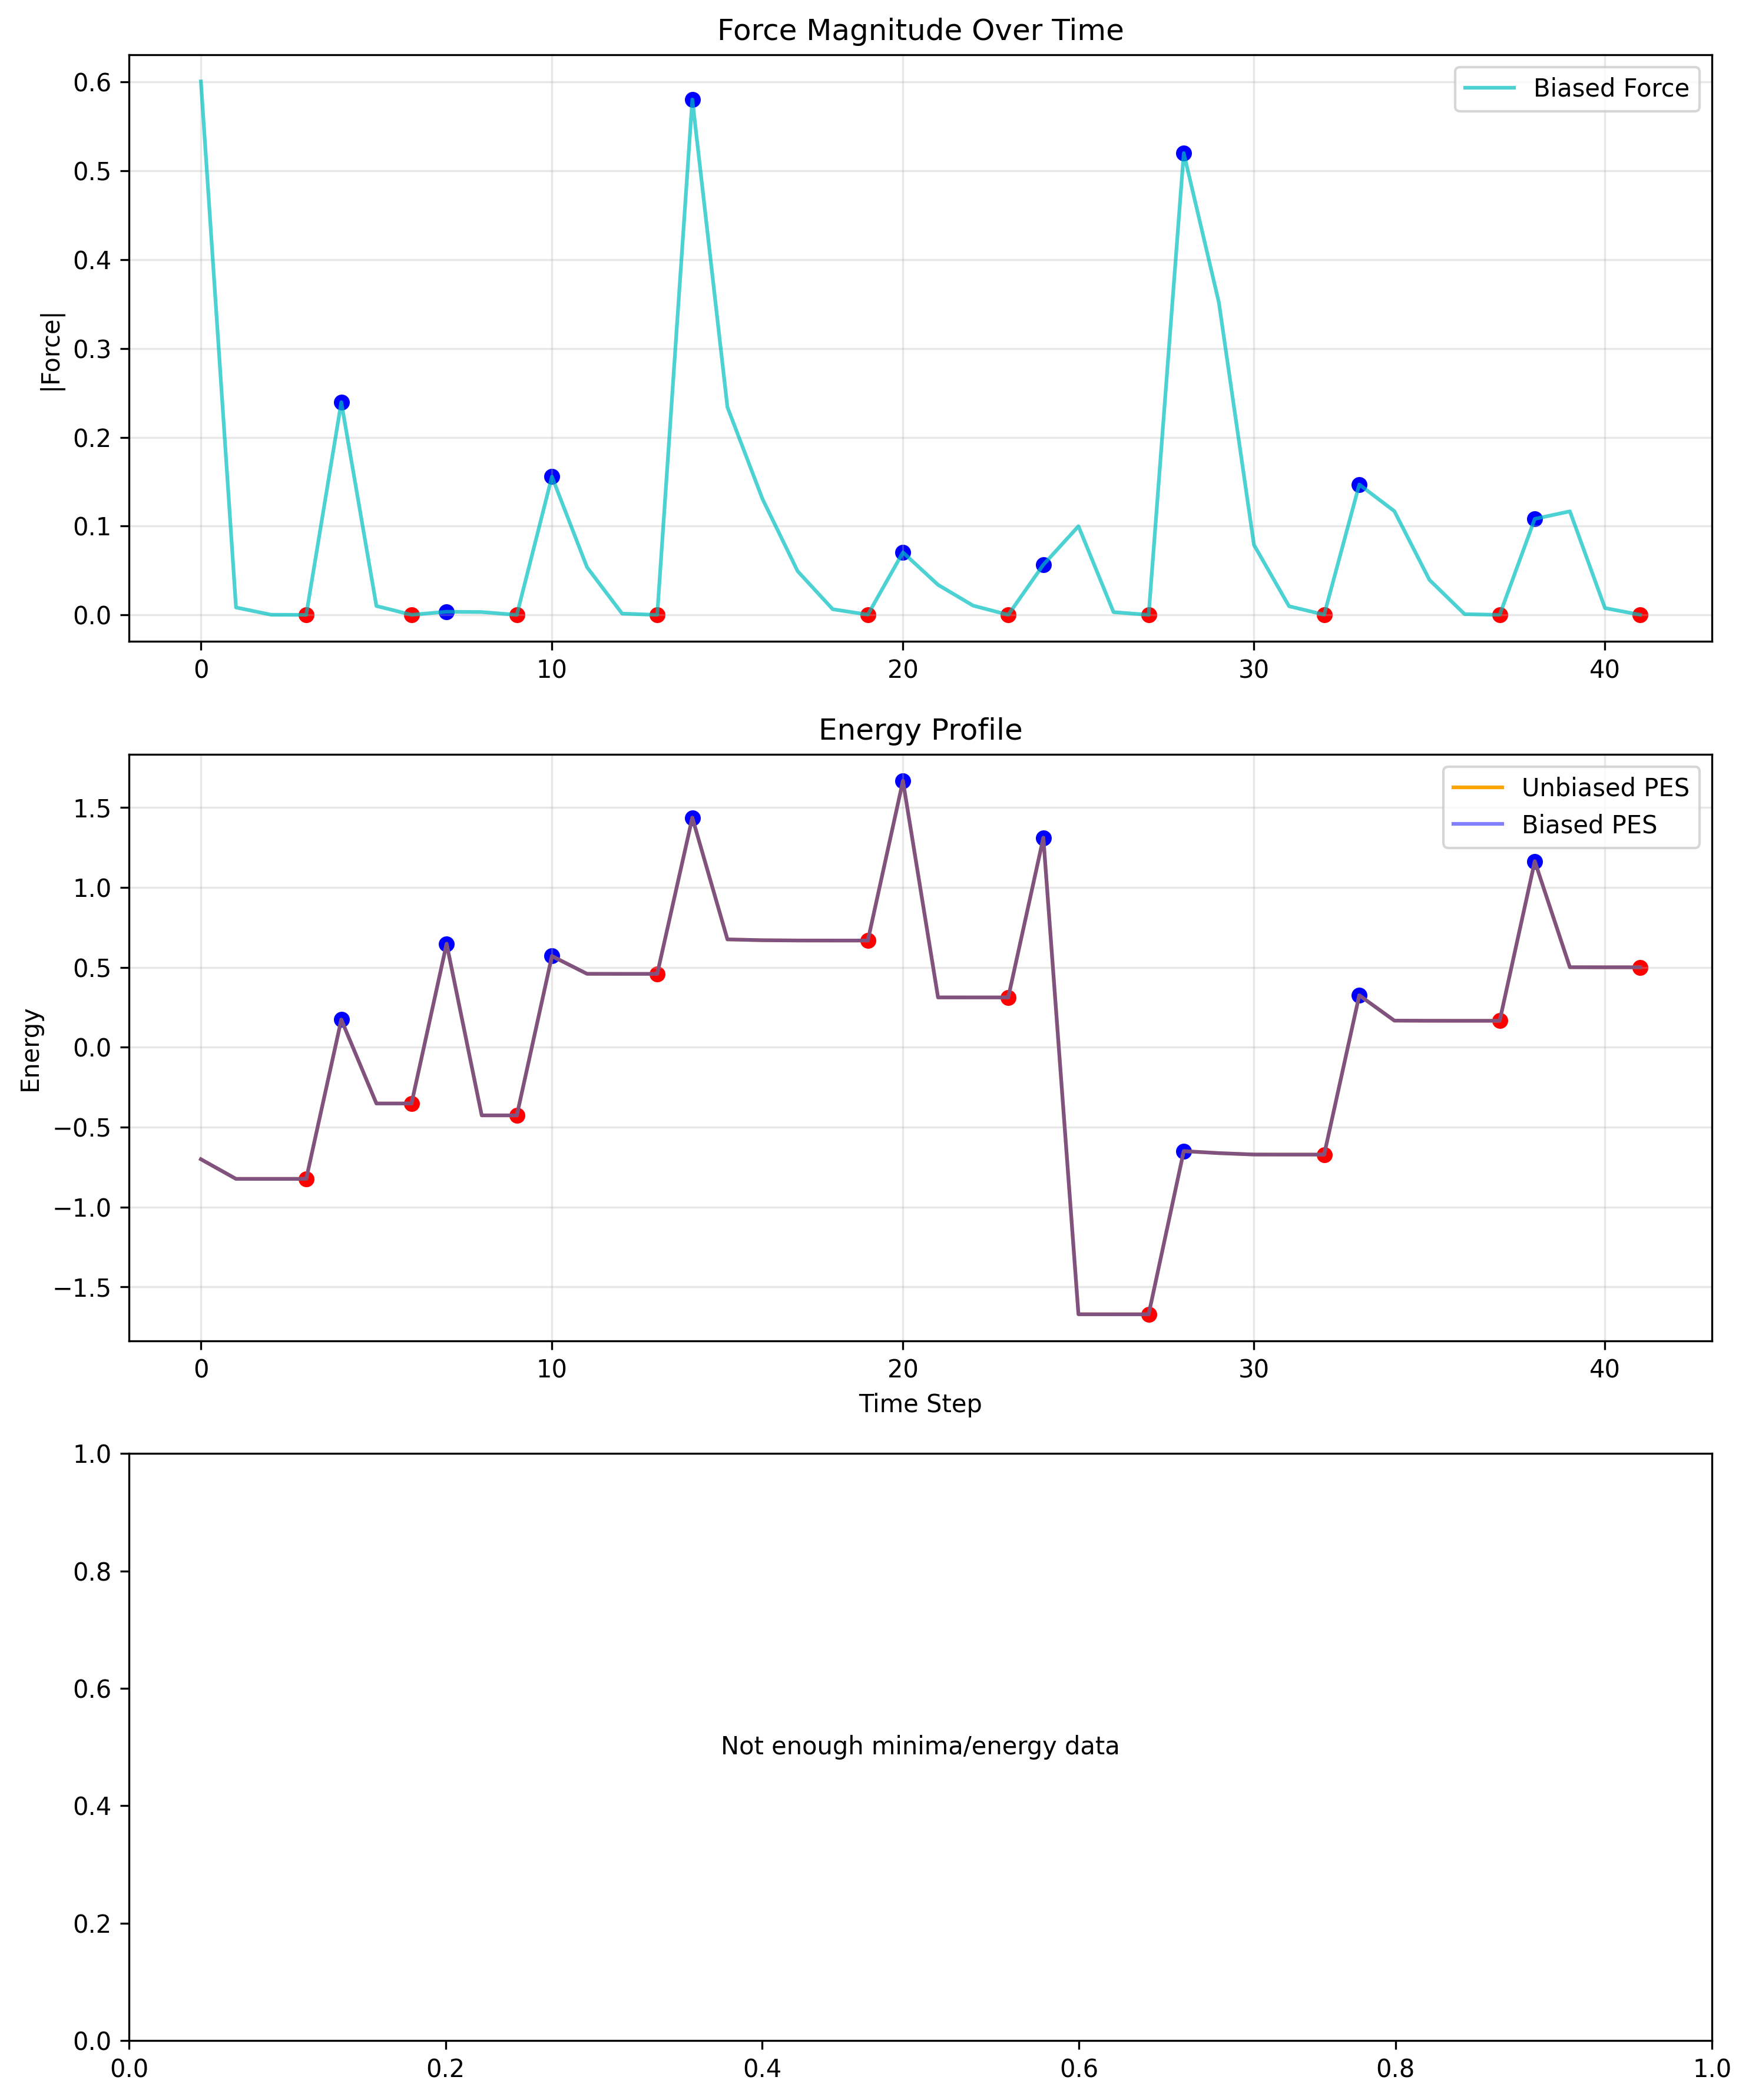 Force Magnitude Over Time
|Force|
0.6
0.5
0.4
0.3
0.2
0.1
0.0
0 10 20 30 40
Biased Force
Energy Profile
Energy
1.5
1.0
0.5
0.0
−0.5
−1.0
−1.5
0 10 20 30 40
Time Step
Unbiased PES
Biased PES
1.0
0.8
0.6
0.4
0.2
0.0
Not enough minima/energy data
0.0 0.2 0.4 0.6 0.8 1.0